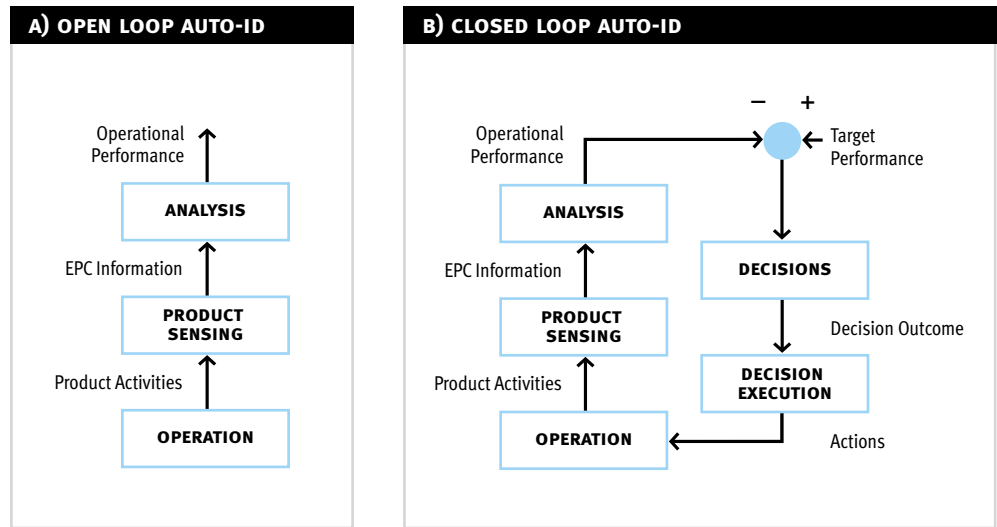 A) OPEN LOOP AUTO-ID
Operational
Performance
ANALYSIS
EPC Information
PRODUCT
SENSING
Product Activities
OPERATION
B) CLOSED LOOP AUTO-ID
– +
Operational
Performance
Target
Performance
ANALYSIS
EPC Information
DECISIONS
PRODUCT
SENSING
Decision Outcome
Product Activities
DECISION
EXECUTION
OPERATION
Actions